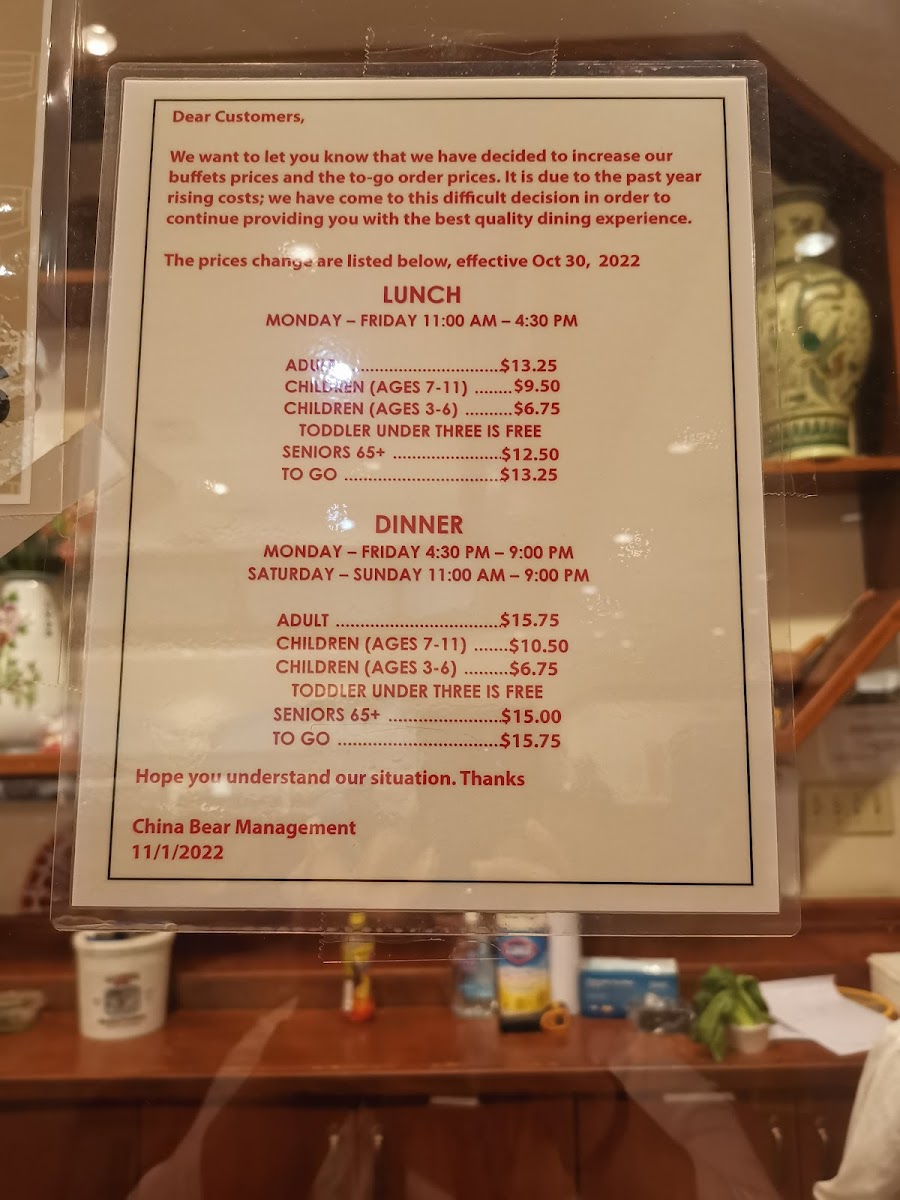 Dear Customers,
We want to let you know that we have decided to increase our
buffets prices and the to-go order prices. It is due to the past year
rising costs; we have come to this difficult decision in order to
continue providing you with the best quality dining experience.
The prices change are listed below, effective Oct 30, 2022
LUNCH
MONDAY – FRIDAY 11:00 AM – 4:30 PM
ADULT ..............................$13.25
CHILDREN (AGES 7-11) ........$9.50
CHILDREN (AGES 3-6) ..........$6.75
TODDLER UNDER THREE IS FREE
SENIORS 65+ .......................$12.50
TO GO .................................$13.25
DINNER
MONDAY – FRIDAY 4:30 PM – 9:00 PM
SATURDAY – SUNDAY 11:00 AM – 9:00 PM
ADULT ...................................$15.75
CHILDREN (AGES 7-11) .......$10.50
CHILDREN (AGES 3-6) ..........$6.75
TODDLER UNDER THREE IS FREE
SENIORS 65+ ........................$15.00
TO GO ...................................$15.75
Hope you understand our situation. Thanks
China Bear Management
11/1/2022